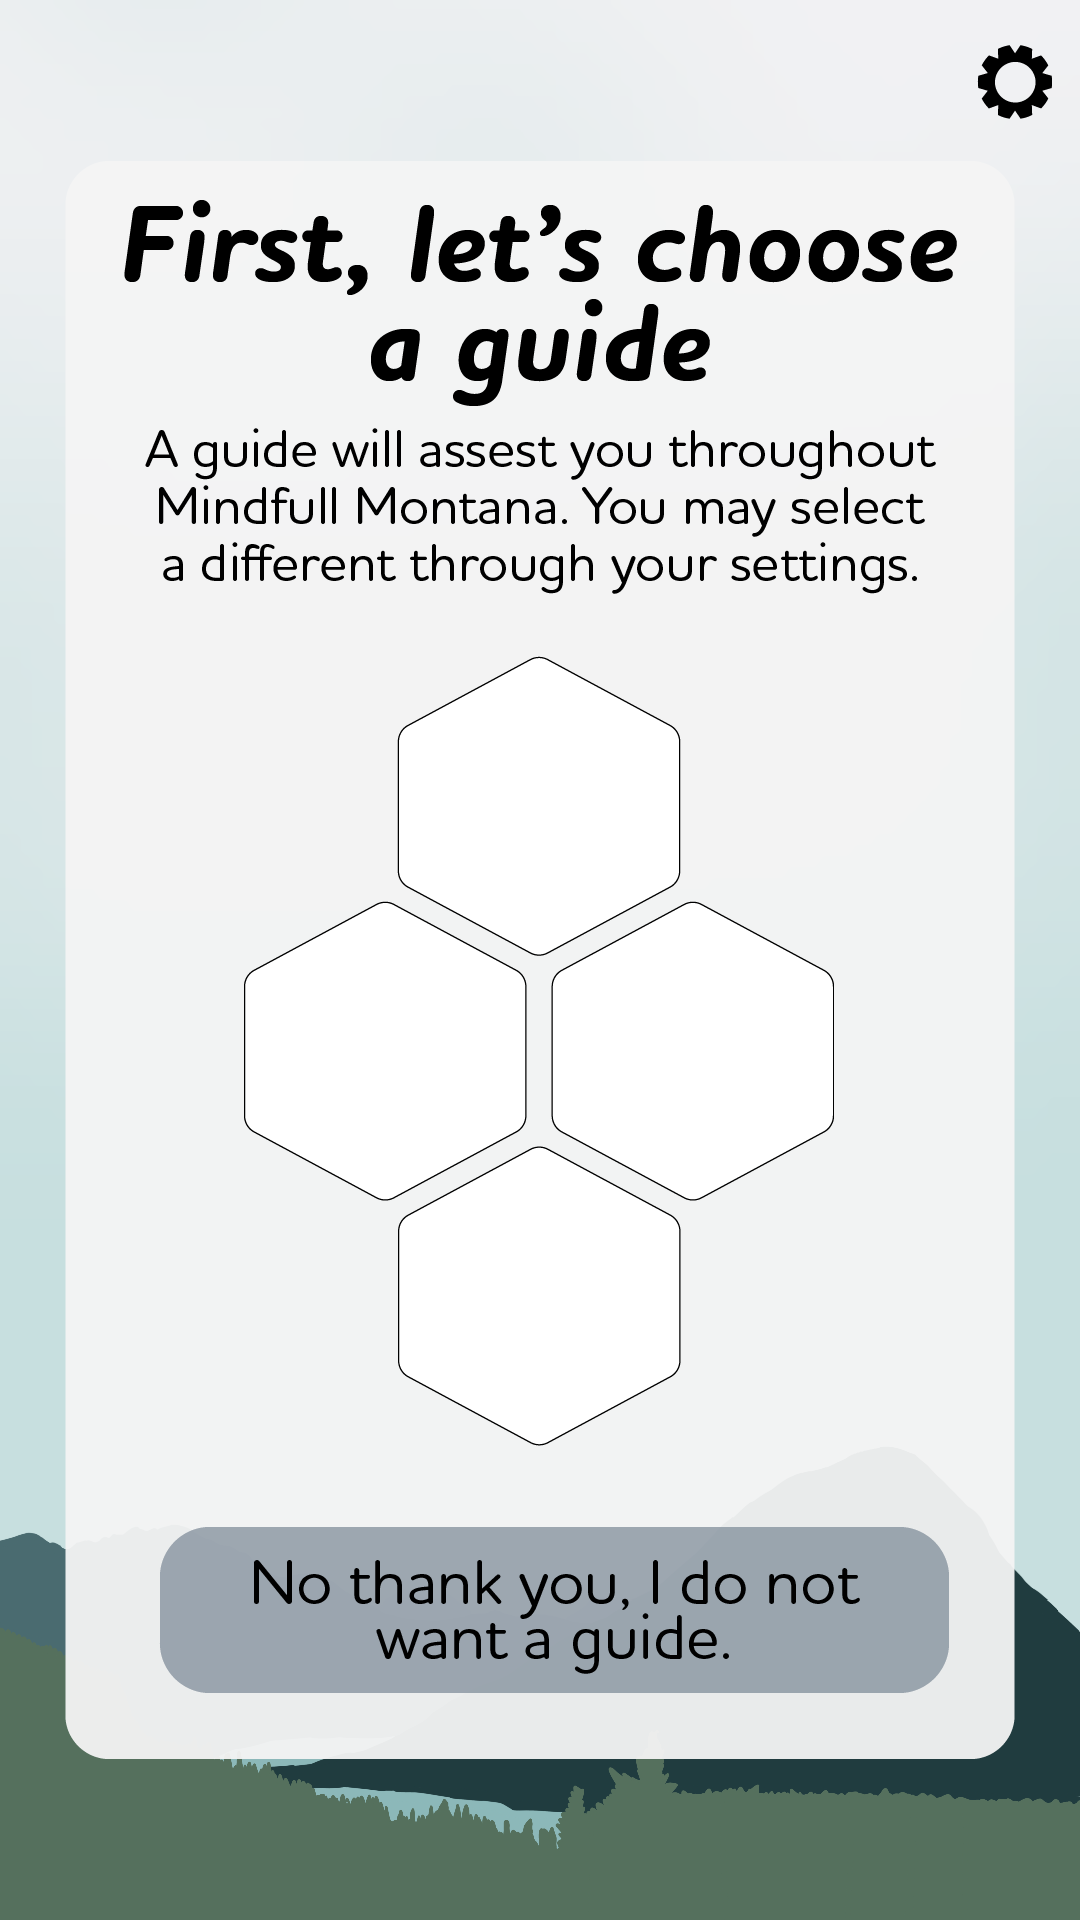 First, let’s choose
a guide
A guide will assest you throughout
Mindfull Montana. You may select
a different through your settings.
No thank you, I do not
want a guide.